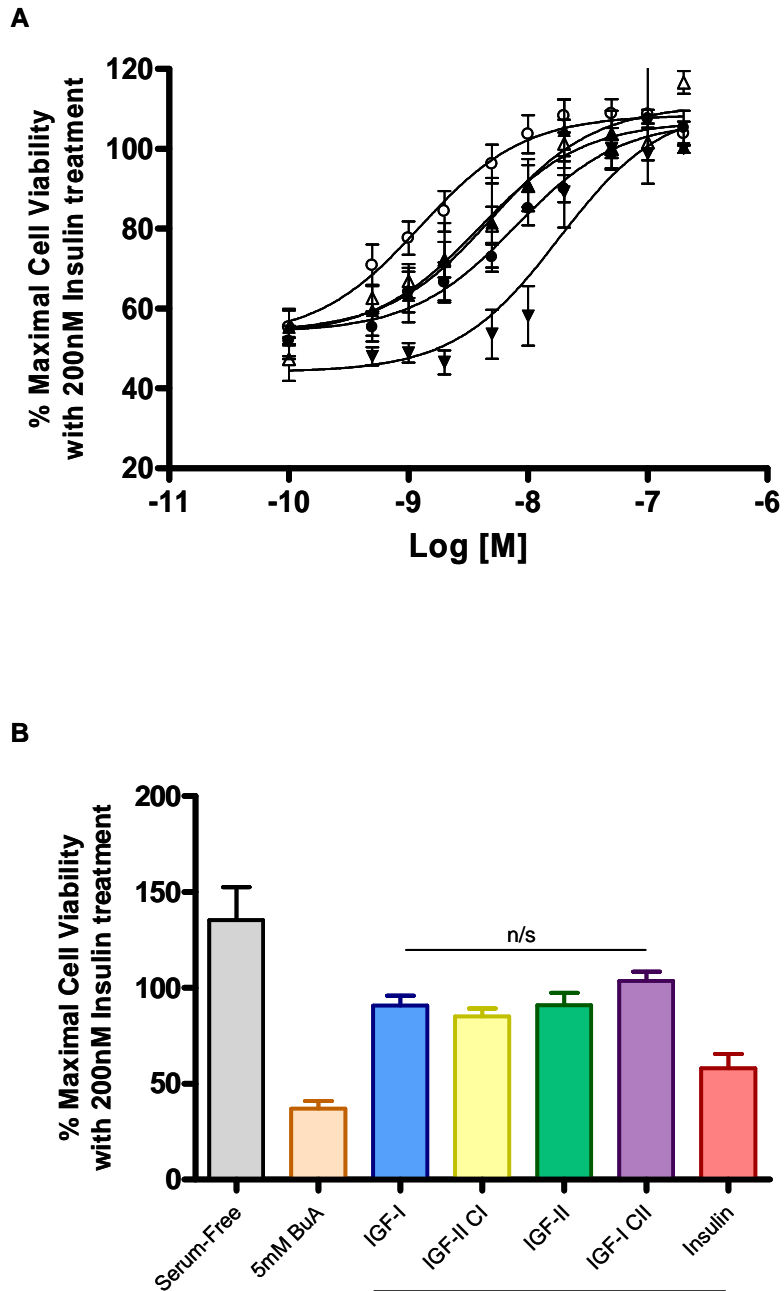 A
% Maximal Cell Viability
with 200nM Insulin treatment
120
100
80
60
40
20
-11
-10
-9
-8
-7
-6
Log [M]
B
% Maximal Cell Viability
with 200nM Insulin treatment
200
150
100
50
0
n/s
Serum-Free
5mM BuA
IGF-I
IGF-II CI
IGF-II
IGF-I CII
Insulin